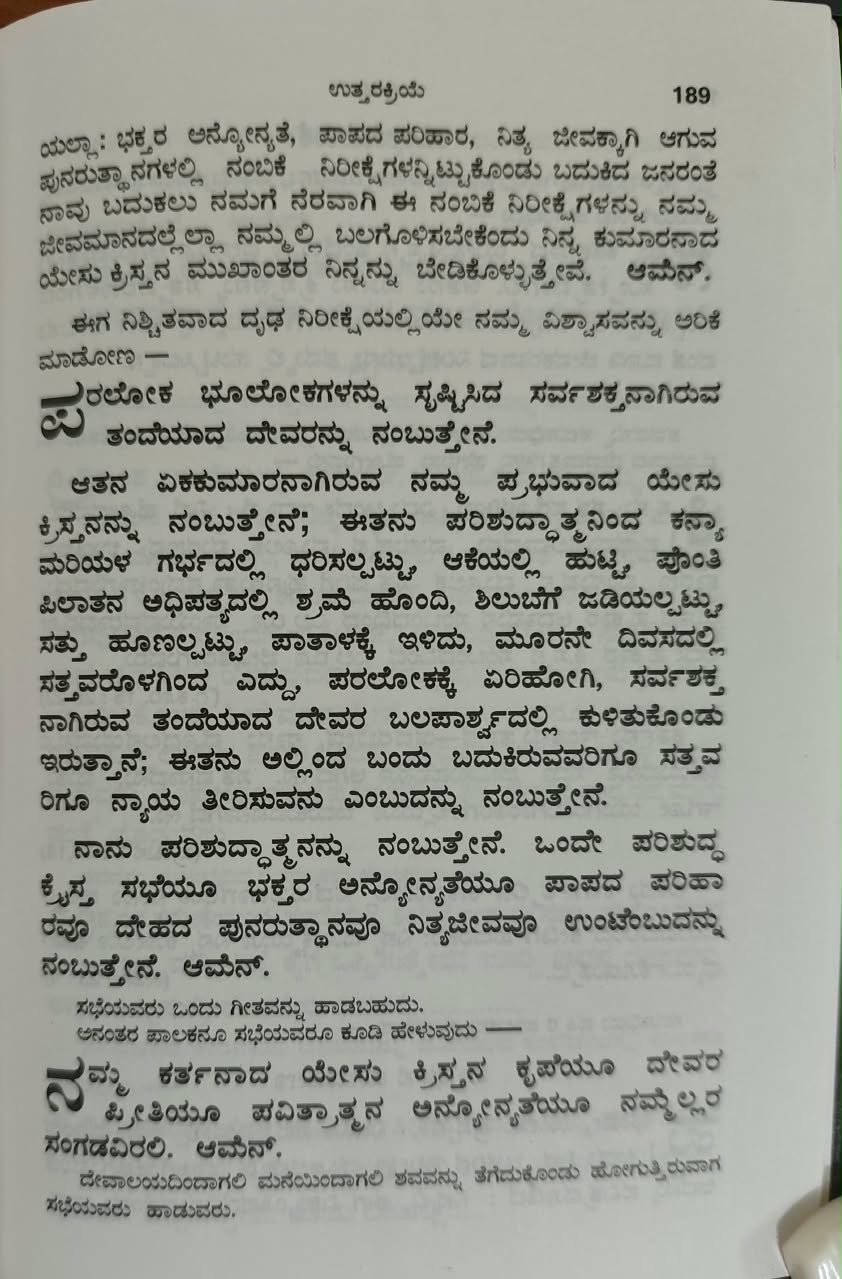 ಉತ್ತರಕ್ರಿಯೆ 189
ಯಲ್ಲಾ: ಭಕ್ತರ ಅನ್ಯೋನ್ಯತೆ, ಪಾಪದ ಪರಿಹಾರ, ನಿತ್ಯ ಜೀವಕ್ಕಾಗಿ ಆಗುವ
ಪುನರುತ್ಥಾನಗಳಲ್ಲಿ ನಂಬಿಕೆ ನಿರೀಕ್ಷೆಗಳನ್ನಿಟ್ಟುಕೊಂಡು ಬದುಕಿದ ಜನರಂತೆ
ನಾವು ಬದುಕಲು ನಮಗೆ ನೆರವಾಗಿ ಈ ನಂಬಿಕೆ ನಿರೀಕ್ಷೆಗಳನ್ನು ನಮ್ಮ
ಜೀವಮಾನದಲ್ಲೆಲ್ಲಾ ನಮ್ಮಲ್ಲಿ ಬಲಗೊಳಿಸಬೇಕೆಂದು ನಿನ್ನ ಕುಮಾರನಾದ
ಯೇಸು ಕ್ರಿಸ್ತನ ಮುಖಾಂತರ ನಿನ್ನನ್ನು ಬೇಡಿಕೊಳ್ಳುತ್ತೇವೆ. ಆಮೆನ್.
ಈಗ ನಿಶ್ಚಿತವಾದ ದೃಢ ನಿರೀಕ್ಷೆಯಲ್ಲಿಯೇ ನಮ್ಮ ವಿಶ್ವಾಸವನ್ನು ಅರಿಕೆ
ಮಾಡೋಣ —
ಪರಲೋಕ ಭೂಲೋಕಗಳನ್ನು ಸೃಷ್ಟಿಸಿದ ಸರ್ವಶಕ್ತನಾಗಿರುವ
ತಂದೆಯಾದ ದೇವರನ್ನು ನಂಬುತ್ತೇನೆ.
ಆತನ ಏಕಕುಮಾರನಾಗಿರುವ ನಮ್ಮ ಪ್ರಭುವಾದ ಯೇಸು
ಕ್ರಿಸ್ತನನ್ನು ನಂಬುತ್ತೇನೆ; ಈತನು ಪರಿಶುದ್ಧಾತ್ಮನಿಂದ ಕನ್ಯಾ
ಮರಿಯಳ ಗರ್ಭದಲ್ಲಿ ಧರಿಸಲ್ಪಟ್ಟು, ಆಕೆಯಲ್ಲಿ ಹುಟ್ಟಿ, ಪೊಂತಿ
ಪಿಲಾತನ ಅಧಿಪತ್ಯದಲ್ಲಿ ಶ್ರಮೆ ಹೊಂದಿ, ಶಿಲುಬೆಗೆ ಜಡಿಯಲ್ಪಟ್ಟು,
ಸತ್ತು ಹೂಣಲ್ಪಟ್ಟು, ಪಾತಾಳಕ್ಕೆ ಇಳಿದು, ಮೂರನೇ ದಿವಸದಲ್ಲಿ
ಸತ್ತವರೊಳಗಿಂದ ಎದ್ದು, ಪರಲೋಕಕ್ಕೆ ಏರಿಹೋಗಿ, ಸರ್ವಶಕ್ತ
ನಾಗಿರುವ ತಂದೆಯಾದ ದೇವರ ಬಲಪಾರ್ಶ್ವದಲ್ಲಿ ಕುಳಿತುಕೊಂಡು
ಇರುತ್ತಾನೆ; ಈತನು ಅಲ್ಲಿಂದ ಬಂದು ಬದುಕಿರುವವರಿಗೂ ಸತ್ತವ
ರಿಗೂ ನ್ಯಾಯ ತೀರಿಸುವನು ಎಂಬುದನ್ನು ನಂಬುತ್ತೇನೆ.
ನಾನು ಪರಿಶುದ್ಧಾತ್ಮನನ್ನು ನಂಬುತ್ತೇನೆ. ಒಂದೇ ಪರಿಶುದ್ಧ
ಕ್ರೈಸ್ತ ಸಭೆಯೂ ಭಕ್ತರ ಅನ್ಯೋನ್ಯತೆಯೂ ಪಾಪದ ಪರಿಹಾ
ರವೂ ದೇಹದ ಪುನರುತ್ಥಾನವೂ ನಿತ್ಯಜೀವವೂ ಉಂಟೆಂಬುದನ್ನು
ನಂಬುತ್ತೇನೆ. ಆಮೆನ್.
ಸಭೆಯವರು ಒಂದು ಗೀತವನ್ನು ಹಾಡಬಹುದು.
ಅನಂತರ ಪಾಲಕನೂ ಸಭೆಯವರೂ ಕೂಡಿ ಹೇಳುವುದು —
ನಮ್ಮ ಕರ್ತನಾದ ಯೇಸು ಕ್ರಿಸ್ತನ ಕೃಪೆಯೂ ದೇವರ
ಪ್ರೀತಿಯೂ ಪವಿತ್ರಾತ್ಮನ ಅನ್ಯೋನ್ಯತೆಯೂ ನಮ್ಮೆಲ್ಲರ
ಸಂಗಡವಿರಲಿ. ಆಮೆನ್.
ದೇವಾಲಯದಿಂದಾಗಲಿ ಮನೆಯಿಂದಾಗಲಿ ಶವವನ್ನು ತೆಗೆದುಕೊಂಡು ಹೋಗುತ್ತಿರುವಾಗ
ಸಭೆಯವರು ಹಾಡುವರು.